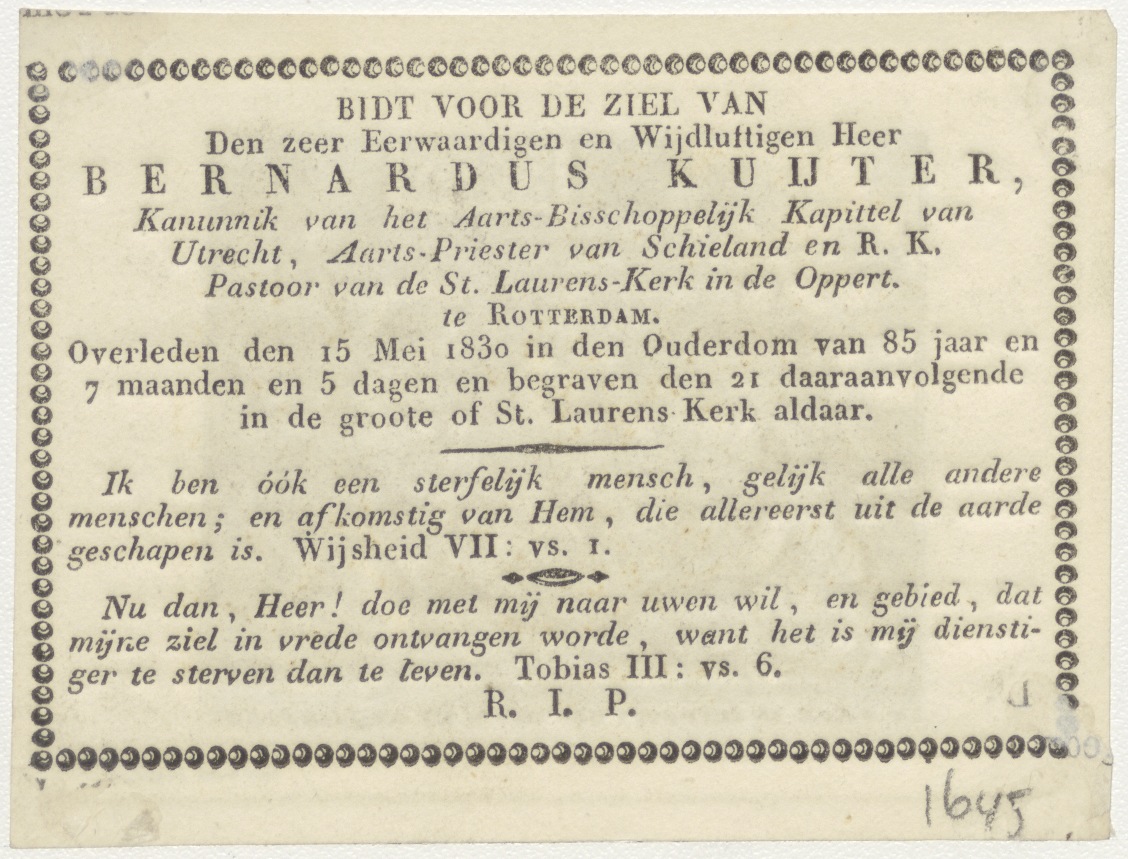 BIDT VOOR DE ZIEL VAN
Den zeer Eerwaardigen en Wijdluftigen Heer
BERNARDUS KUIJTER,
Kanunnik van het Aarts-Bisschoppelijk Kapittel van
Utrecht, Aarts-Priester van Schieland en R. K.
Pastoor van de St. Laurens-Kerk in de Oppert.
te ROTTERDAM.
Overleden den 15 Mei 1830 in den Ouderdom van 85 jaar en
7 maanden en 5 dagen en begraven den 21 daaraanvolgende
in de groote of St. Laurens-Kerk aldaar.
Ik ben óók een sterfelijk mensch, gelijk alle andere
menschen; en afkomstig van Hem, die allereerst uit de aarde
geschapen is. Wijsheid VII: vs. 1.
Nu dan, Heer! doe met mij naar uwen wil, en gebied, dat
mijne ziel in vrede ontvangen worde, want het is mij diensti-
ger te sterven dan te leven. Tobias III: vs. 6.
R. I. P.
1645